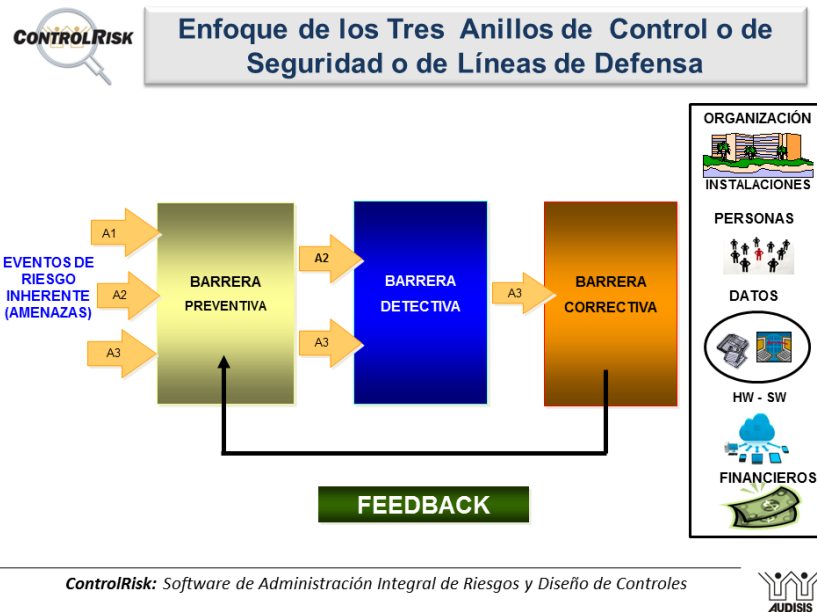 CONTROLRISK
Enfoque de los Tres Anillos de Control o de
Seguridad o de Líneas de Defensa
EVENTOS DE
RIESGO
INHERENTE
(AMENAZAS)
A1
A2
A3
BARRERA
PREVENTIVA
A2
A3
BARRERA
DETECTIVA
A3
BARRERA
CORRECTIVA
FEEDBACK
ORGANIZACIÓN
INSTALACIONES
PERSONAS
DATOS
HW - SW
FINANCIEROS
ControlRisk: Software de Administración Integral de Riesgos y Diseño de Controles
AUDISIS